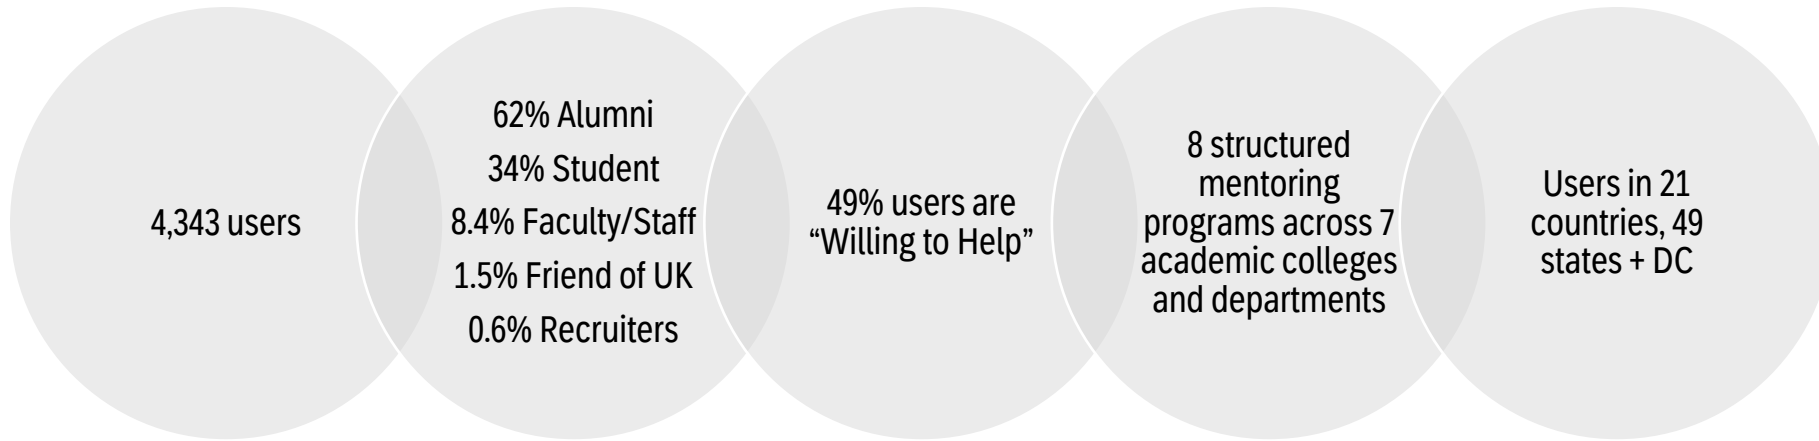 4,343 users
62% Alumni
34% Student
8.4% Faculty/Staff
1.5% Friend of UK
0.6% Recruiters
49% users are
“Willing to Help”
8 structured
mentoring
programs across 7
academic colleges
and departments
Users in 21
countries, 49
states + DC